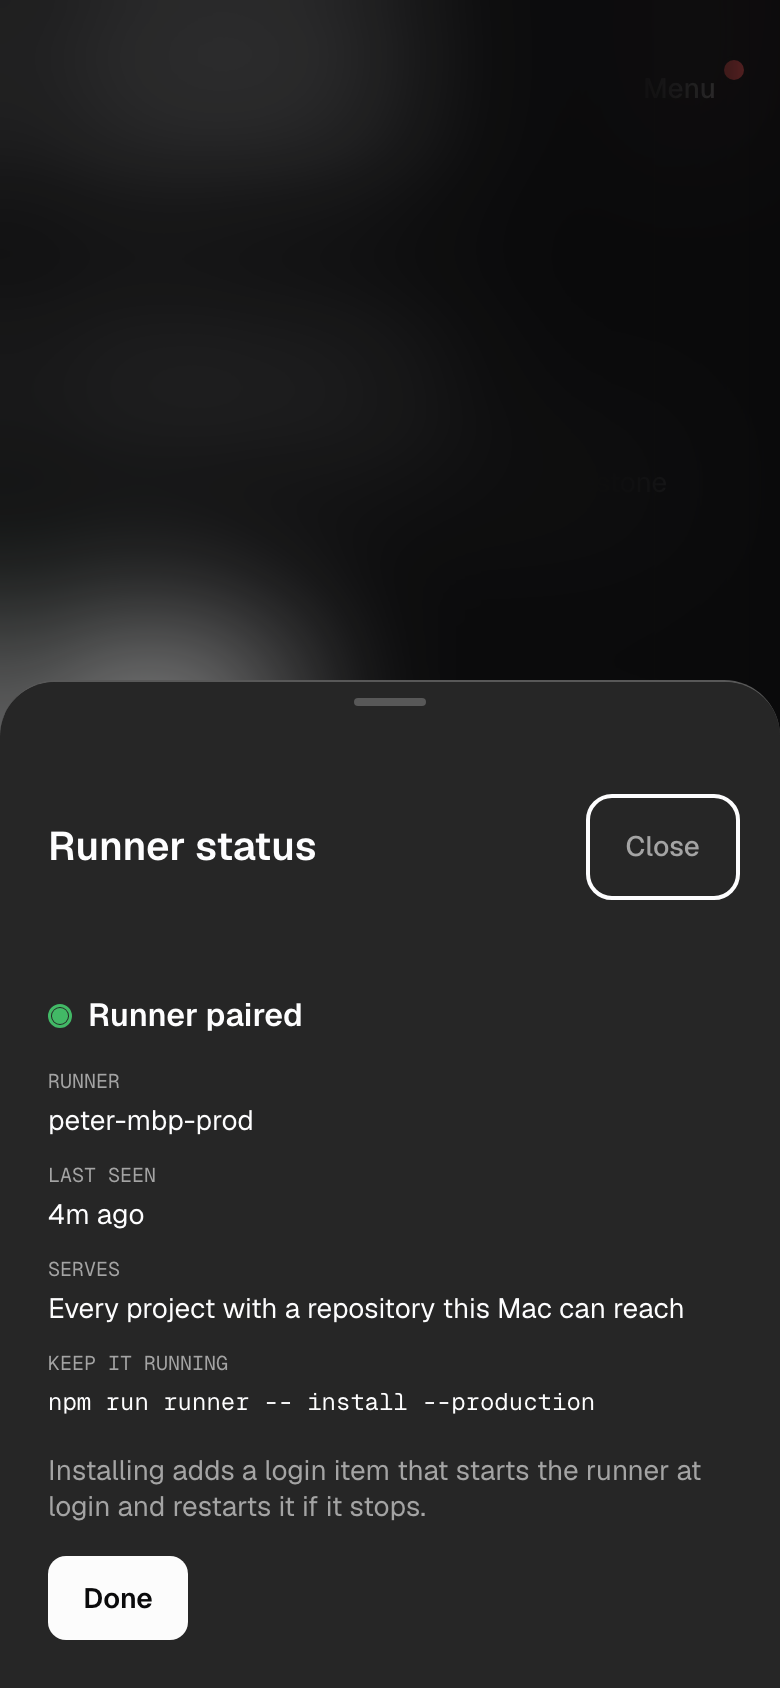 Menu
one
Runner status
Close
Runner paired
RUNNER
peter-mbp-prod
LAST SEEN
4m ago
SERVES
Every project with a repository this Mac can reach
KEEP IT RUNNING
npm run runner -- install --production
Installing adds a login item that starts the runner at
login and restarts it if it stops.
Done